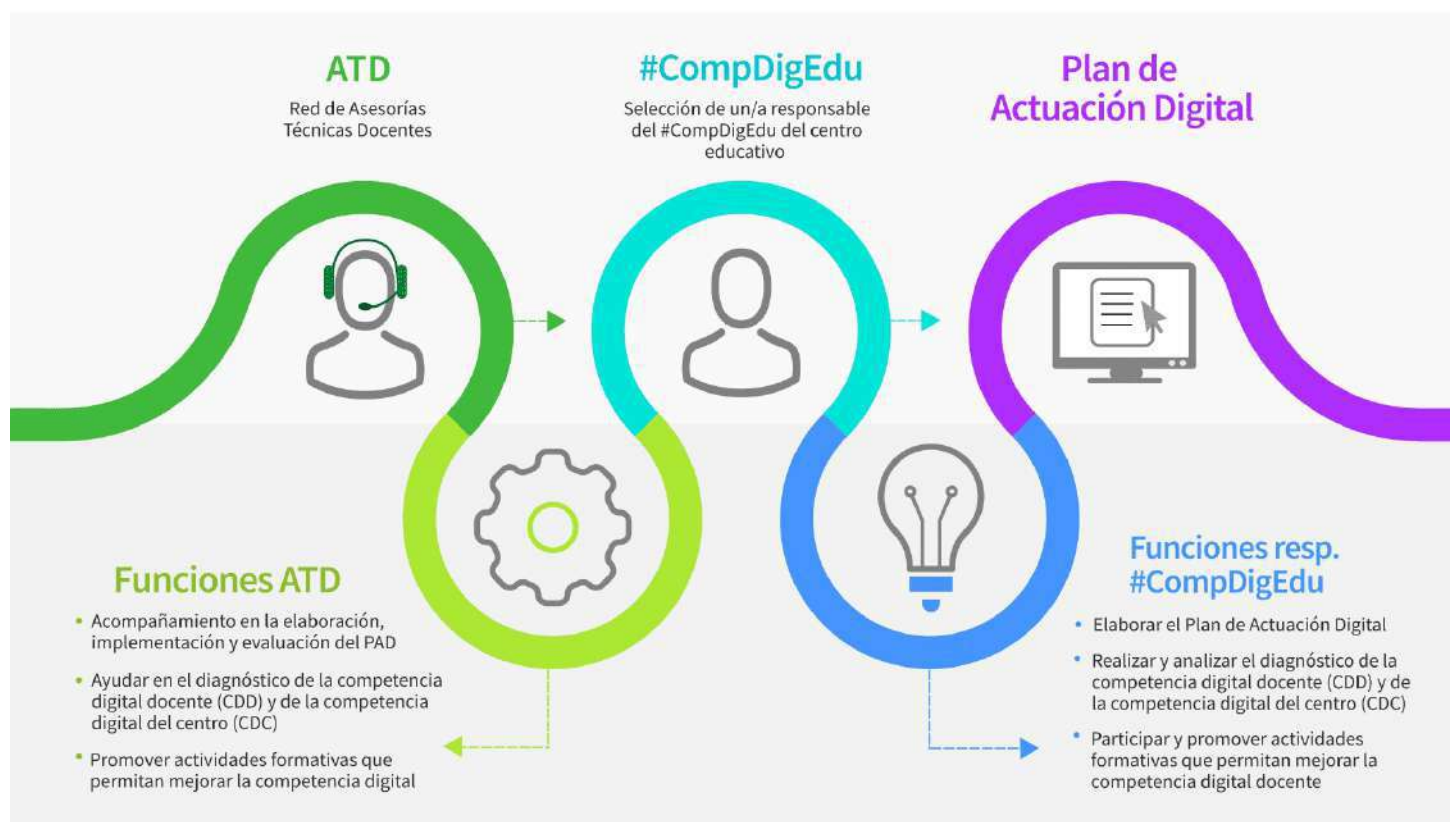 ATD
Red de Asesorías
Técnicas Docentes
#CompDigEdu
Selección de un/a responsable
del #CompDigEdu del centro
educativo
Plan de
Actuación Digital
Funciones ATD
• Acompañamiento en la elaboración,
implementación y evaluación del PAD
• Ayudar en el diagnóstico de la competencia
digital docente (CDD) y de la competencia
digital del centro (CDC)
• Promover actividades formativas que
permitan mejorar la competencia digital
Funciones resp.
#CompDigEdu
• Elaborar el Plan de Actuación Digital
• Realizar y analizar el diagnóstico de la
competencia digital docente (CDD) y de
la competencia digital del centro (CDC)
• Participar y promover actividades
formativas que permitan mejorar la
competencia digital docente